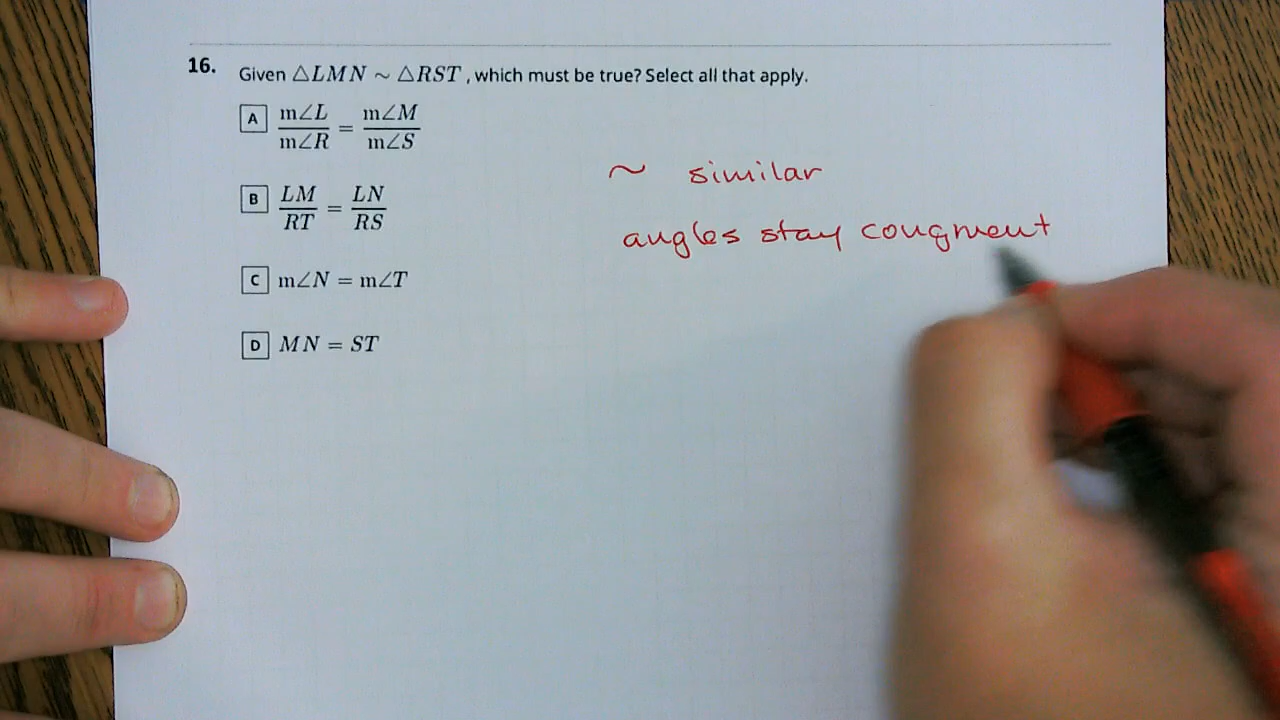 16. Given △LMN ~ △RST, which must be true? Select all that apply.
A m∠L/m∠R = m∠M/m∠S
~ similar
B LM/RT = LN/RS
angles stay congruent
C m∠N = m∠T
D MN = ST